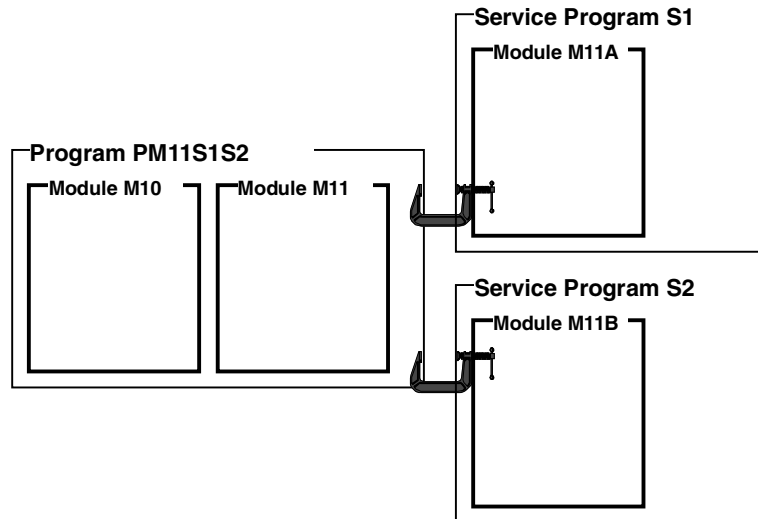 Service Program S1
Module M11A
Program PM11S1S2
Module M10
Module M11
Service Program S2
Module M11B